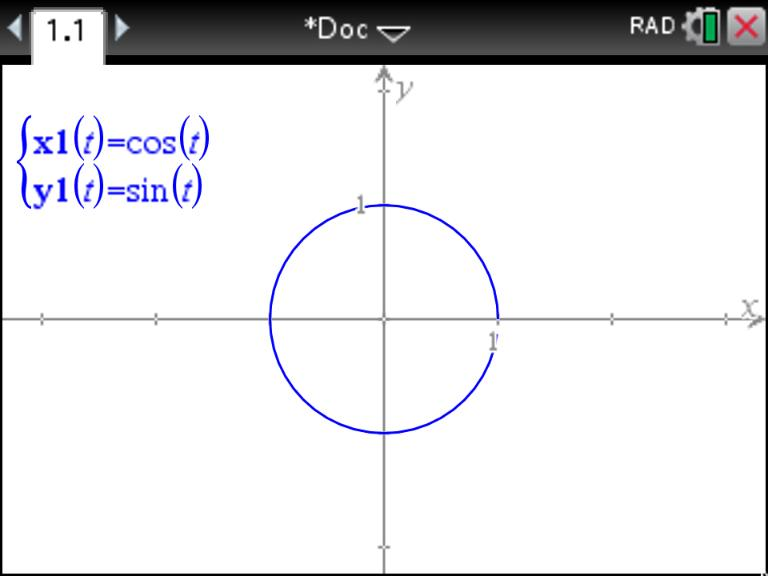 1.1
*Doc
RAD
y
x1(t)=cos(t)
y1(t)=sin(t)
1
x
1